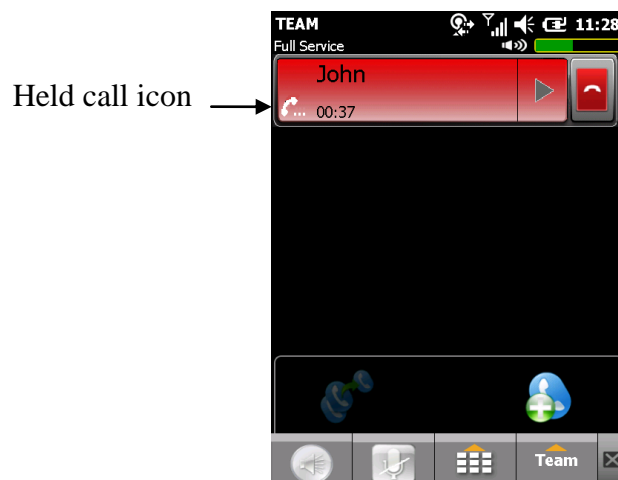 TEAM 11:28
Full Service
John
Held call icon
00:37
Team